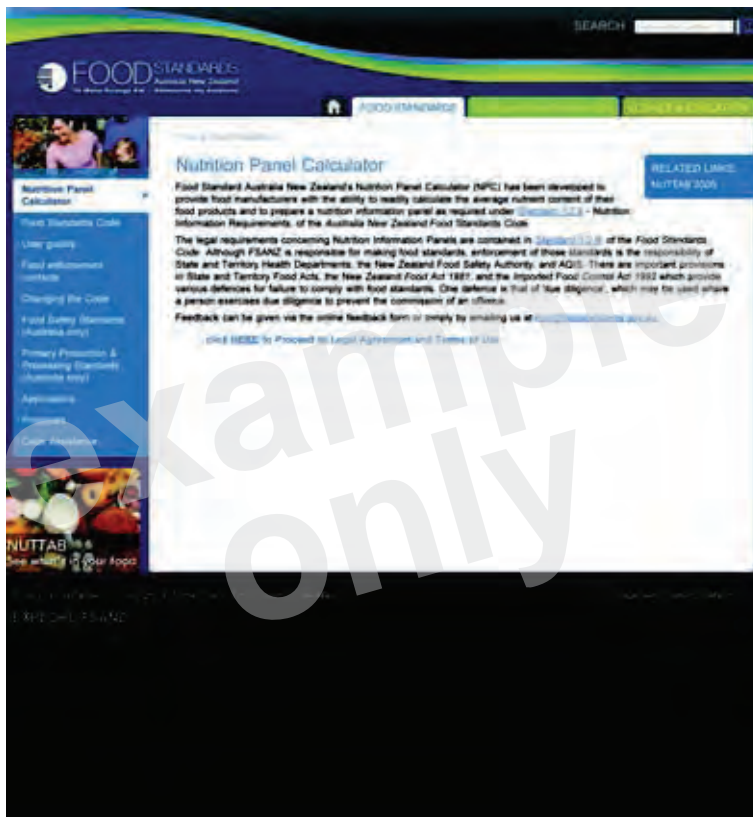 SEARCH
FOOD STANDARDS
Australia New Zealand
FOOD STANDARDS
RELATED LINKS
NUTTAB 2006
Nutrition Panel Calculator
Food Standard Australia New Zealand's Nutrition Panel Calculator (NPC) has been developed to
provide food manufacturers with the ability to readily calculate the average nutrient content of their
food products and to prepare a nutrition information panel as required under Standard 1.2.8 - Nutrition
Information Requirements, of the Australia New Zealand Food Standards Code.
The legal requirements concerning Nutrition Information Panels are contained in Standard 1.2.8 of the Food Standards
Code. Although FSANZ is responsible for making food standards, enforcement of those standards is the responsibility of
State and Territory Health Departments, the New Zealand Food Safety Authority, and AQIS. There are important provisions
in State and Territory Food Acts, the New Zealand Food Act 1981, and the Imported Food Control Act 1992 which provide
various defences for failure to comply with food standards. One defence is that of 'due diligence', which may be used where
a person exercises due diligence to prevent the commission of an offence.
Feedback can be given via the online feedback form or simply by emailing us at
click HERE to Proceed to Legal Agreement and Terms of Use
Nutrition Panel
Calculator
Food Standards Code
User guides
Food enforcement
contacts
Changing the Code
Food Safety Standards
(Australia only)
Primary Production &
Processing Standards
(Australia only)
Applications
Proposals
Code Assistance
NUTTAB
See what's in your food
example
only